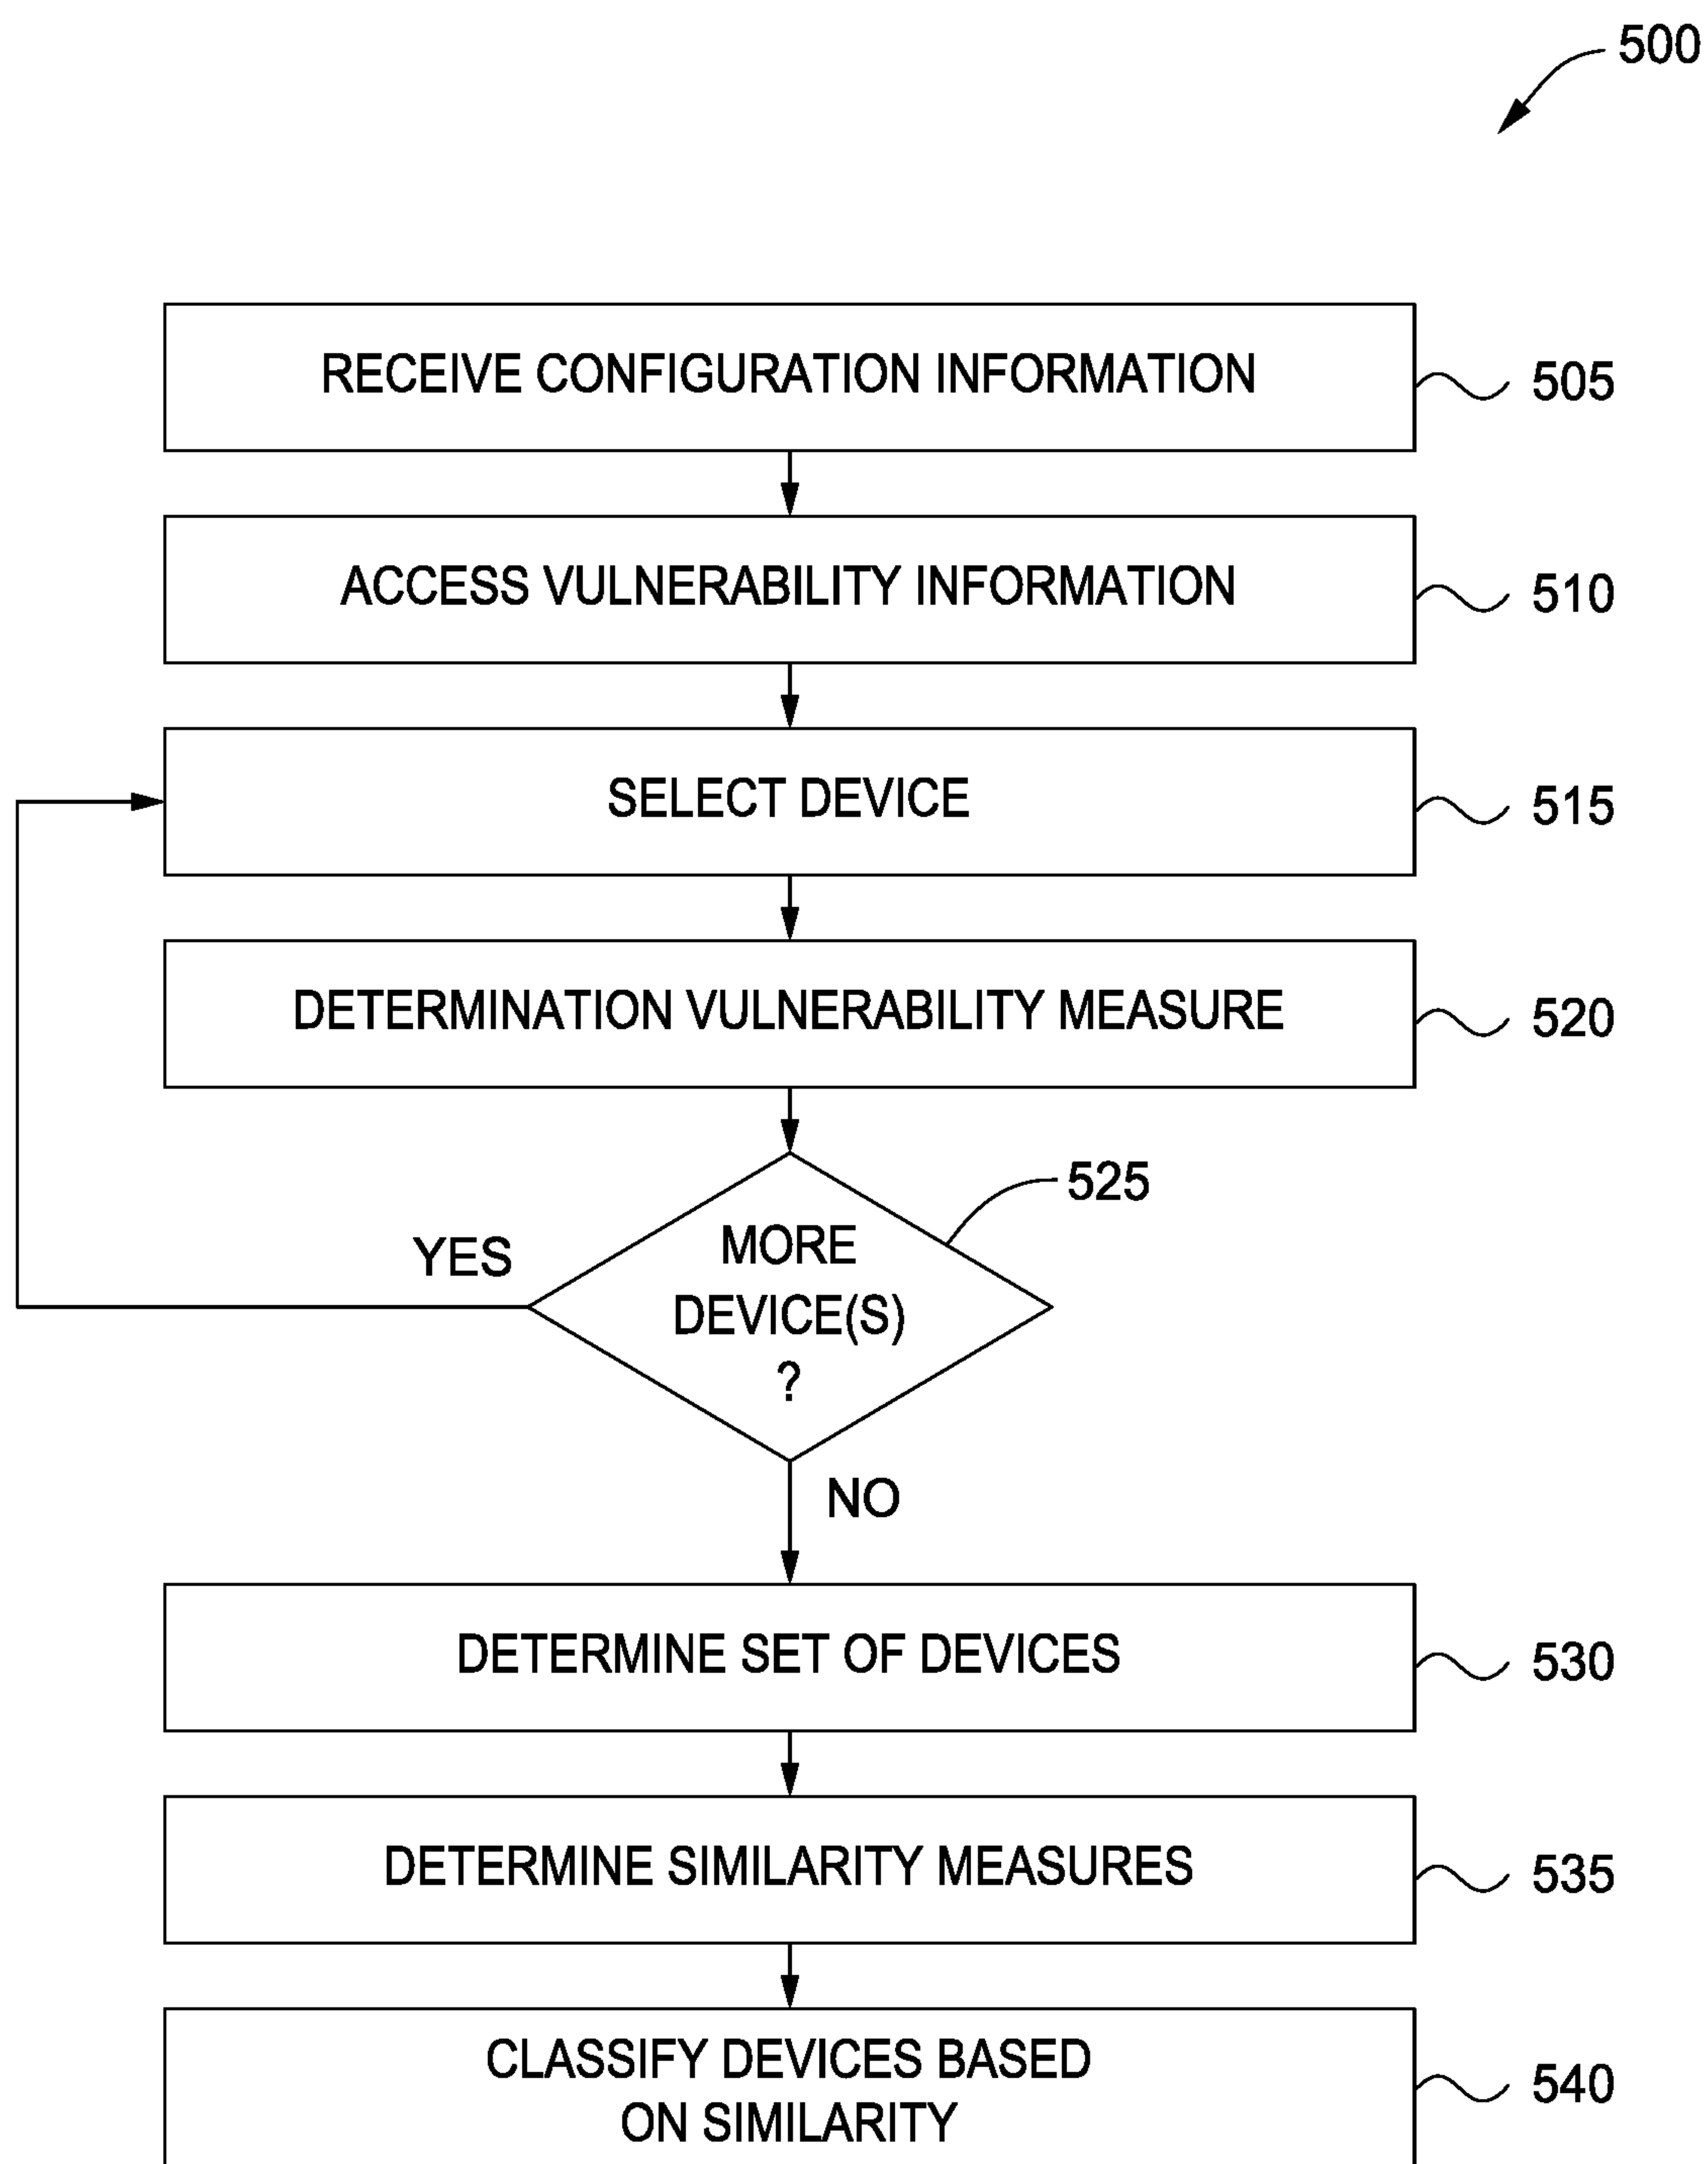 500
RECEIVE CONFIGURATION INFORMATION
505
ACCESS VULNERABILITY INFORMATION
510
SELECT DEVICE
515
DETERMINATION VULNERABILITY MEASURE
520
525
MORE
DEVICE(S)
?
YES
NO
DETERMINE SET OF DEVICES
530
DETERMINE SIMILARITY MEASURES
535
CLASSIFY DEVICES BASED
ON SIMILARITY
540